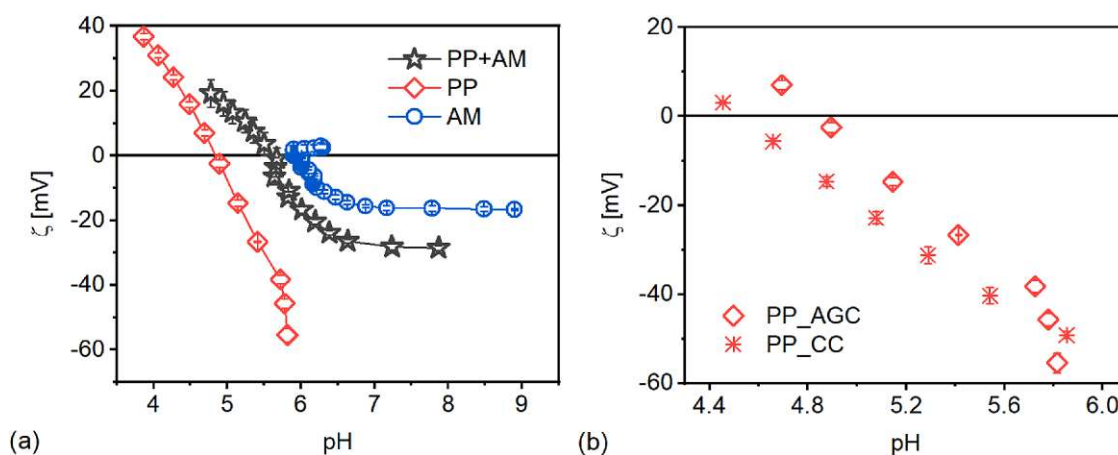 40
20
0
-20
-40
-60
ζ [mV]
4 5 6 7 8 9
pH
PP+AM
PP
AM
(a)
20
0
-20
-40
-60
ζ [mV]
4.4 4.8 5.2 5.6 6.0
pH
PP_AGC
PP_CC
(b)